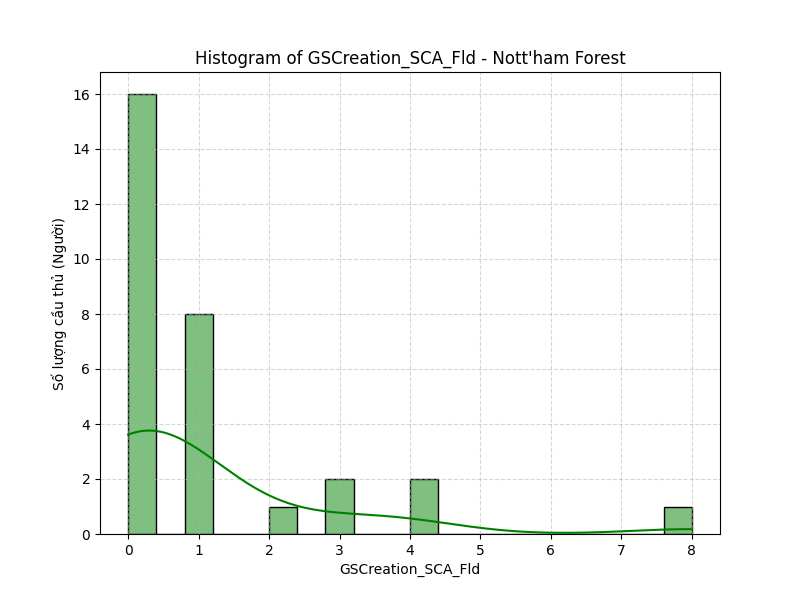 Histogram of GSCreation_SCA_Fld - Nott'ham Forest
Số lượng cầu thủ (Người)
16
14
12
10
8
6
4
2
0
0 1 2 3 4 5 6 7 8
GSCreation_SCA_Fld